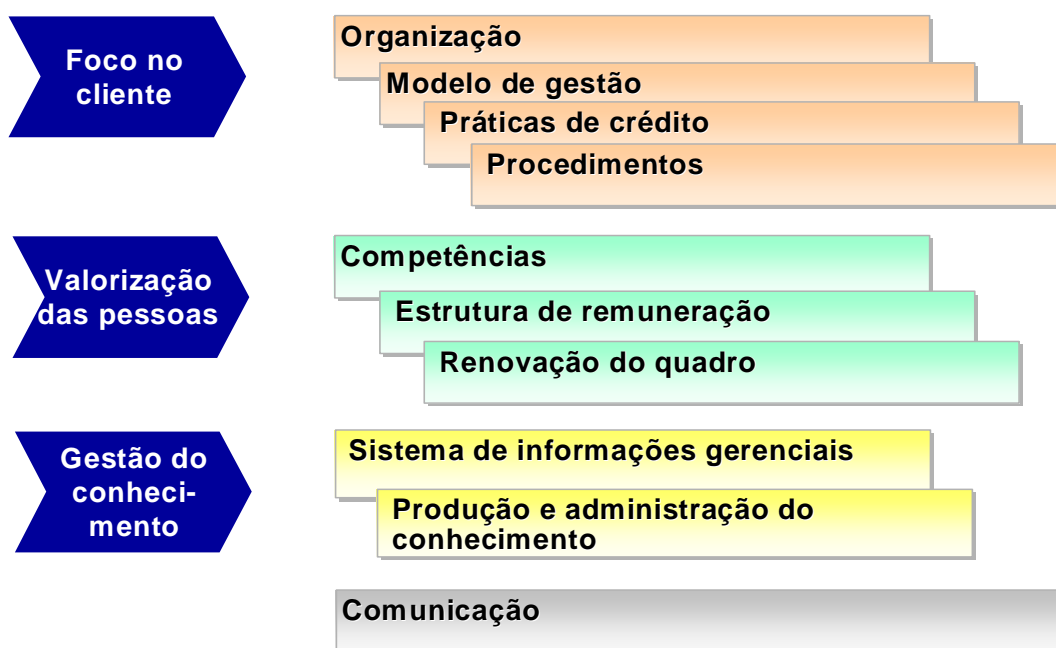 Foco no
cliente
Organização
Modelo de gestão
Práticas de crédito
Procedimentos
Valorização
das pessoas
Competências
Estrutura de remuneração
Renovação do quadro
Gestão do
conheci-
mento
Sistema de informações gerenciais
Produção e administração do
conhecimento
Comunicação